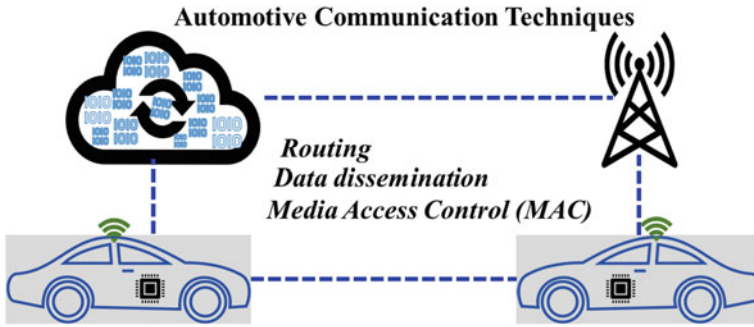 Automotive Communication Techniques
Routing
Data dissemination
Media Access Control (MAC)